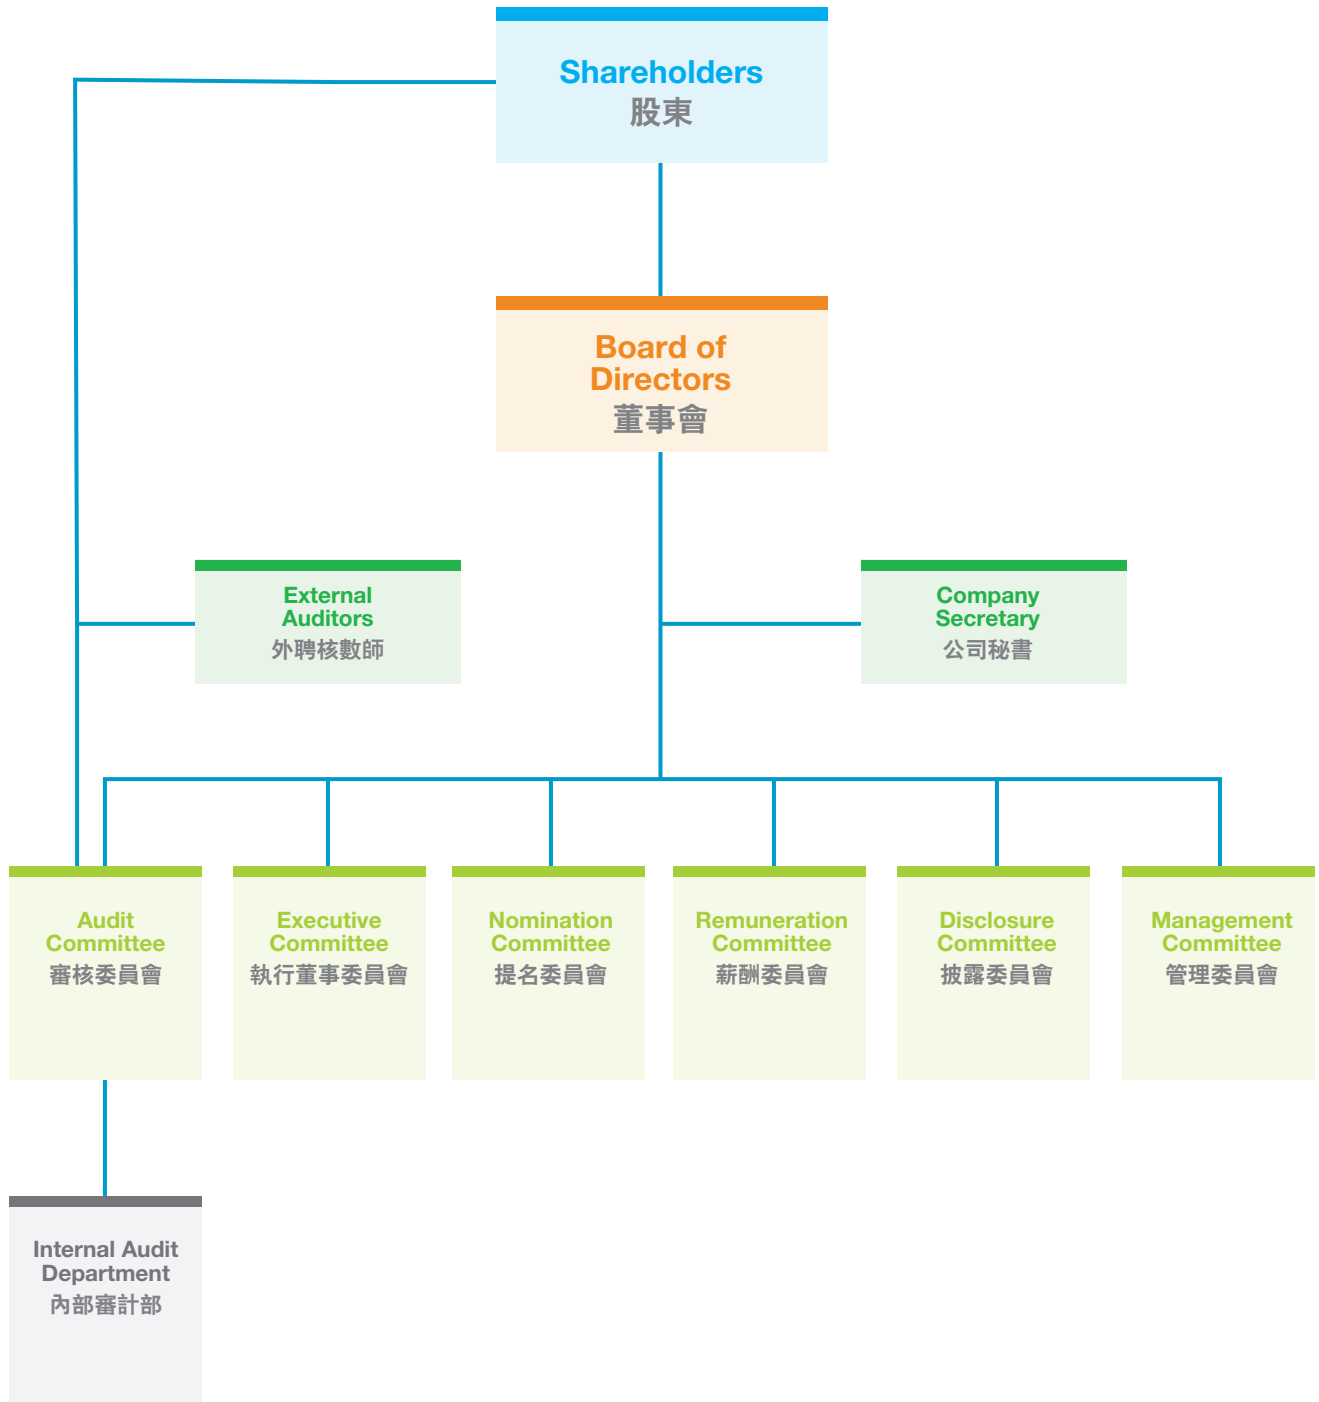 Shareholders
股東
Board of
Directors
董事會
External
Auditors
外聘核數師
Company
Secretary
公司秘書
Audit
Committee
審核委員會
Executive
Committee
執行董事委員會
Nomination
Committee
提名委員會
Remuneration
Committee
薪酬委員會
Disclosure
Committee
披露委員會
Management
Committee
管理委員會
Internal Audit
Department
內部審計部